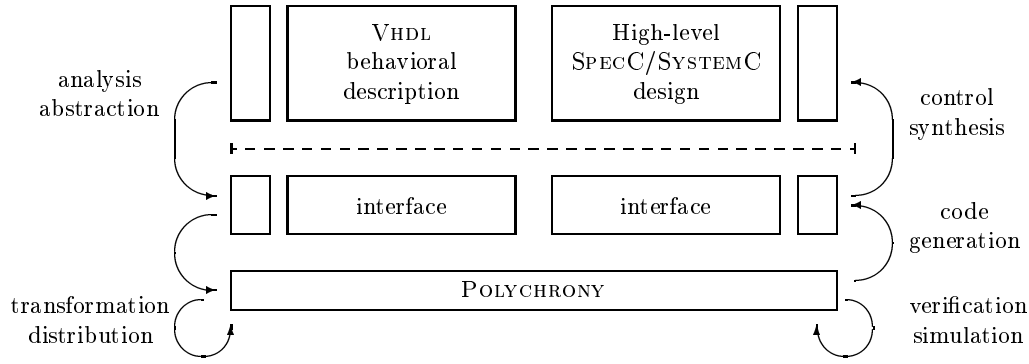 analysis
abstraction
VHDL
behavioral
description
High-level
SPECC/SYSTEMC
design
control
synthesis
interface
interface
code
generation
transformation
distribution
POLYCHRONY
verification
simulation